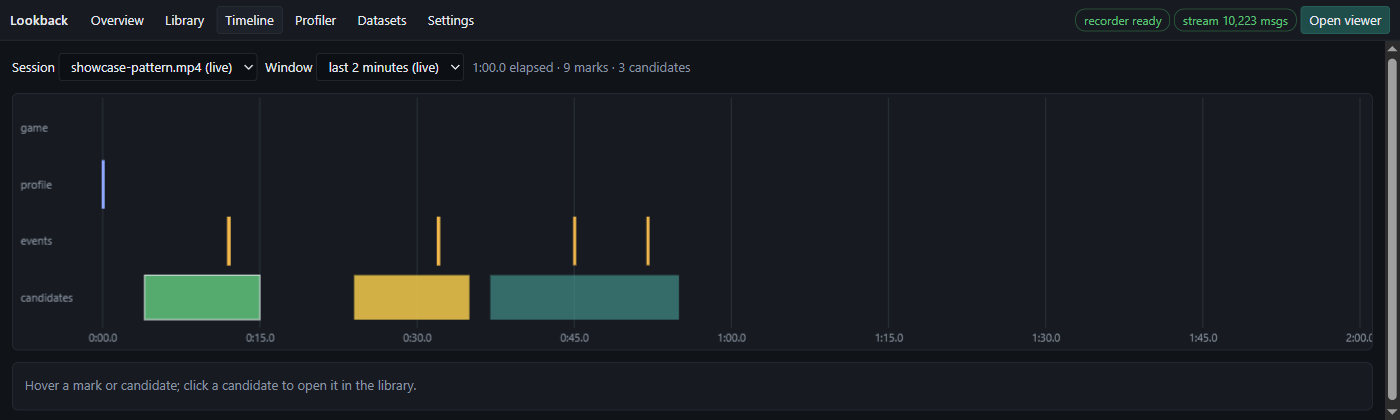 Lookback Overview Library Timeline Profiler Datasets Settings recorder ready stream 10,223 msgs Open viewer
Session showcase-pattern.mp4 (live) Window last 2 minutes (live) 1:00.0 elapsed · 9 marks · 3 candidates
game
profile
events
candidates
0:00.0 0:15.0 0:30.0 0:45.0 1:00.0 1:15.0 1:30.0 1:45.0 2:00.0
Hover a mark or candidate; click a candidate to open it in the library.